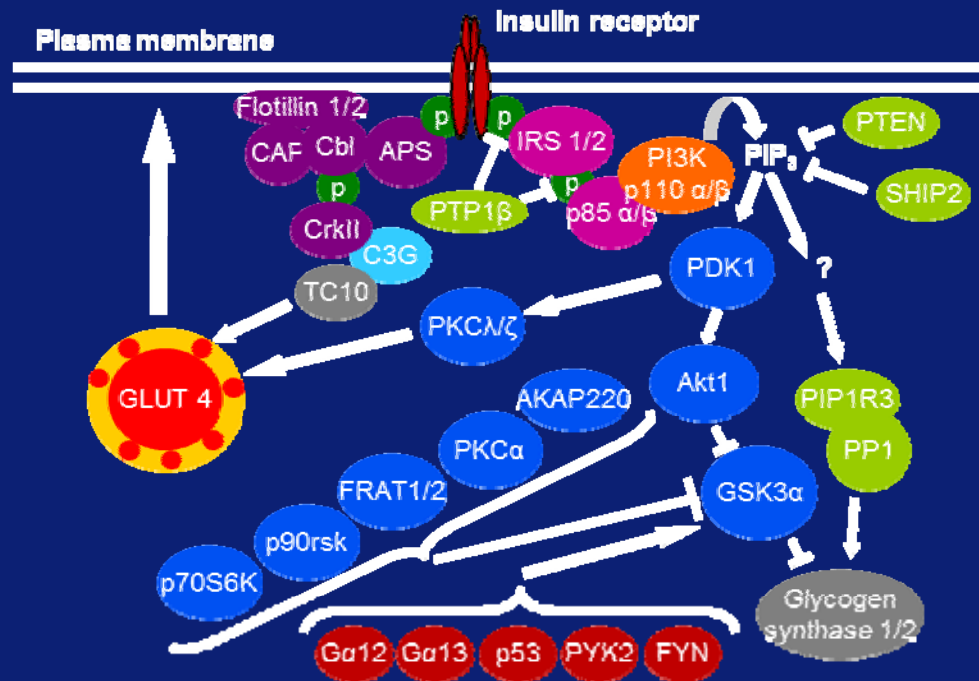 Insulin receptor
Plasma membrane
Flotillin 1/2
CAF
Cbl
APS
p
p
IRS 1/2
PI3K
p110 α/β
PIP3
PTEN
SHIP2
p
p
PTP1β
p85 α/β
CrkII
C3G
TC10
PDK1
?
PKCλ/ζ
GLUT 4
AKAP220
Akt1
PIP1R3
PP1
PKCα
FRAT1/2
GSK3α
p90rsk
p70S6K
Glycogen
synthase 1/2
Gα12
Gα13
p53
PYK2
FYN